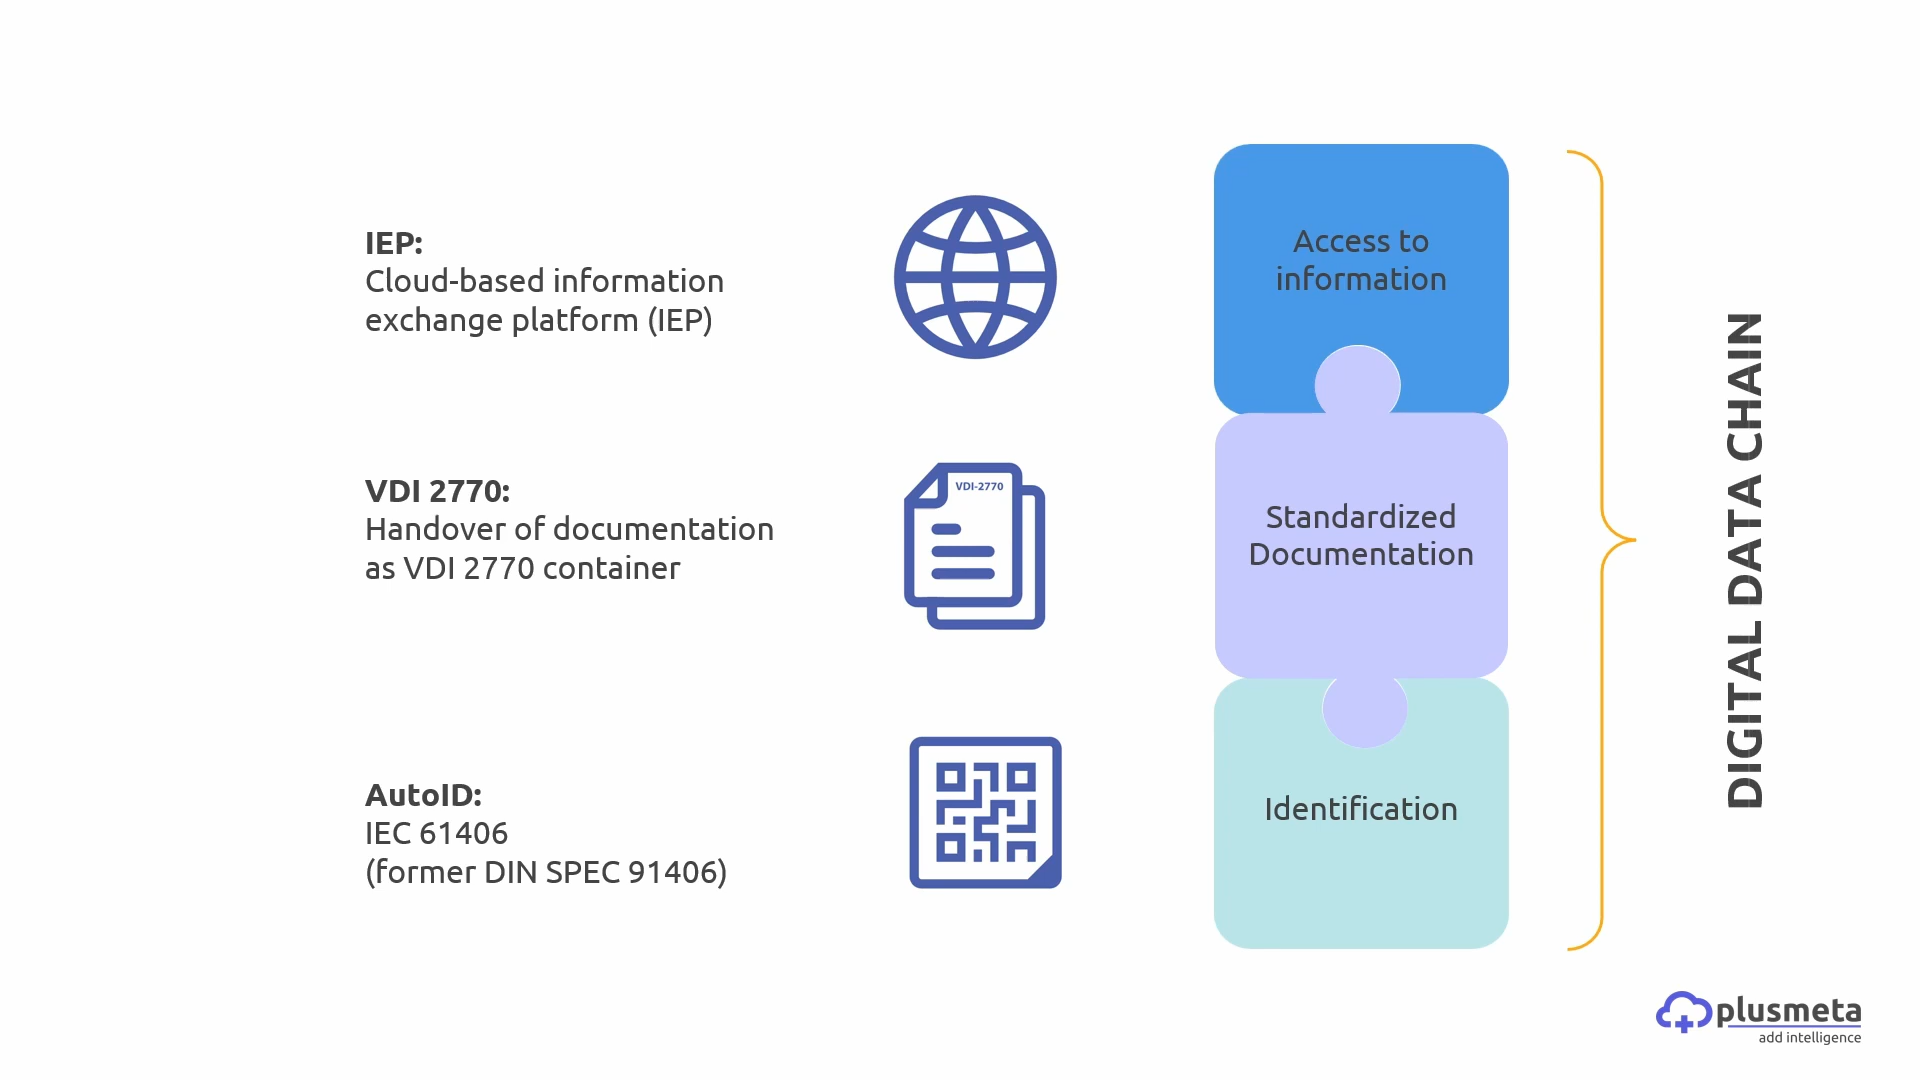 IEP:
Cloud-based information
exchange platform (IEP)
Access to
information
VDI 2770:
Handover of documentation
as VDI 2770 container
VDI-2770
Standardized
Documentation
AutoID:
IEC 61406
(former DIN SPEC 91406)
Identification
DIGITAL DATA CHAIN
plusmeta
add intelligence